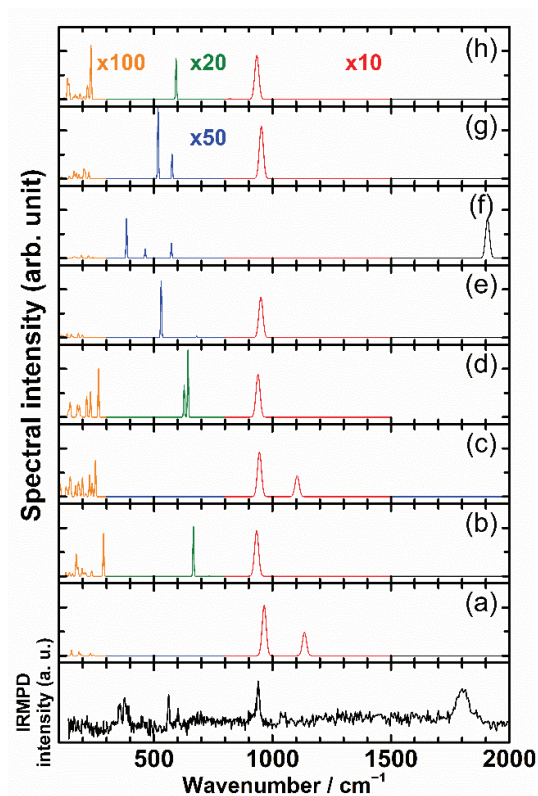 (h)
x100 x20 x10
(g)
x50
(f)
(e)
(d)
(c)
(b)
(a)
Spectral intensity (arb. unit)
IRMPD
intensity (a. u.)
500 1000 1500 2000
Wavenumber / cm⁻¹